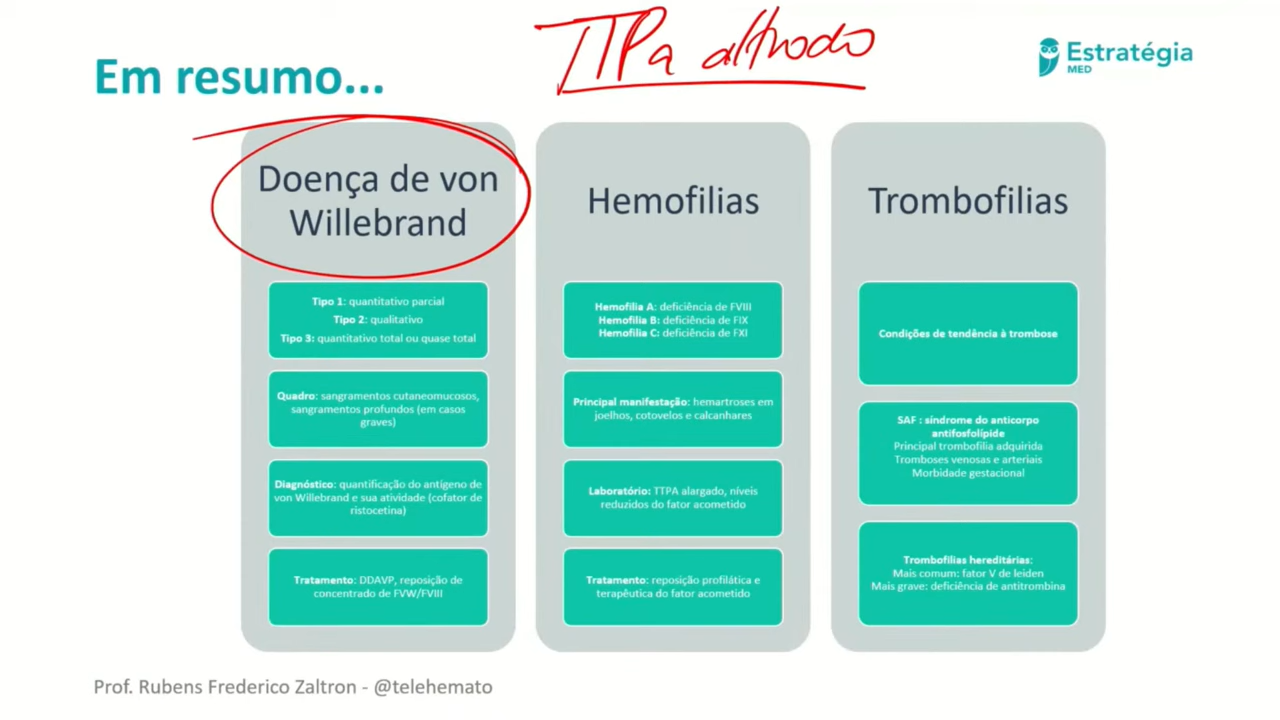 TTPa alterado
Em resumo...
Estratégia
MED
Doença de von
Willebrand
Tipo 1: quantitativo parcial
Tipo 2: qualitativo
Tipo 3: quantitativo total ou quase total
Quadro: sangramentos cutaneomucosos,
sangramentos profundos (em casos
graves)
Diagnóstico: quantificação do antígeno de
von Willebrand e sua atividade (cofator de
ristocetina)
Tratamento: DDAVP, reposição de
concentrado de FVW/FVIII
Hemofilias
Hemofilia A: deficiência de FVIII
Hemofilia B: deficiência de FIX
Hemofilia C: deficiência de FXI
Principal manifestação: hemartroses em
joelhos, cotovelos e calcanhares
Laboratório: TTPA alargado, níveis
reduzidos do fator acometido
Tratamento: reposição profilática e
terapêutica do fator acometido
Trombofilias
Condições de tendência à trombose
SAF : síndrome do anticorpo
antifosfolípide
Principal trombofilia adquirida
Tromboses venosas e arteriais
Morbidade gestacional
Trombofilias hereditárias:
Mais comum: fator V de leiden
Mais grave: deficiência de antitrombina
Prof. Rubens Frederico Zaltron - @telehemato